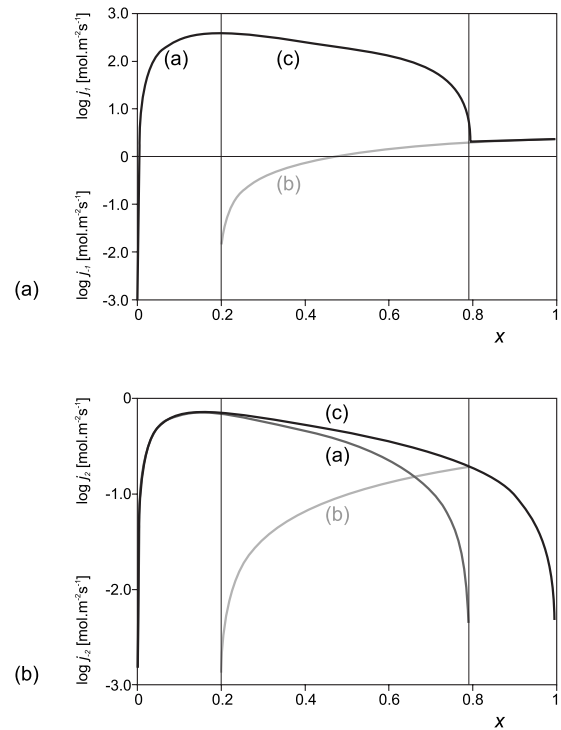 3.0
2.0
1.0
0
-1.0
-2.0
-3.0
log j₁ [mol.m⁻²s⁻¹]
log j₋₁ [mol.m⁻²s⁻¹]
(a)
(c)
(b)
(a)
0 0.2 0.4 0.6 0.8 1
x
0
-1.0
-2.0
-3.0
log j₂ [mol.m⁻²s⁻¹]
log j₋₂ [mol.m⁻²s⁻¹]
(c)
(a)
(b)
(b)
0 0.2 0.4 0.6 0.8 1
x